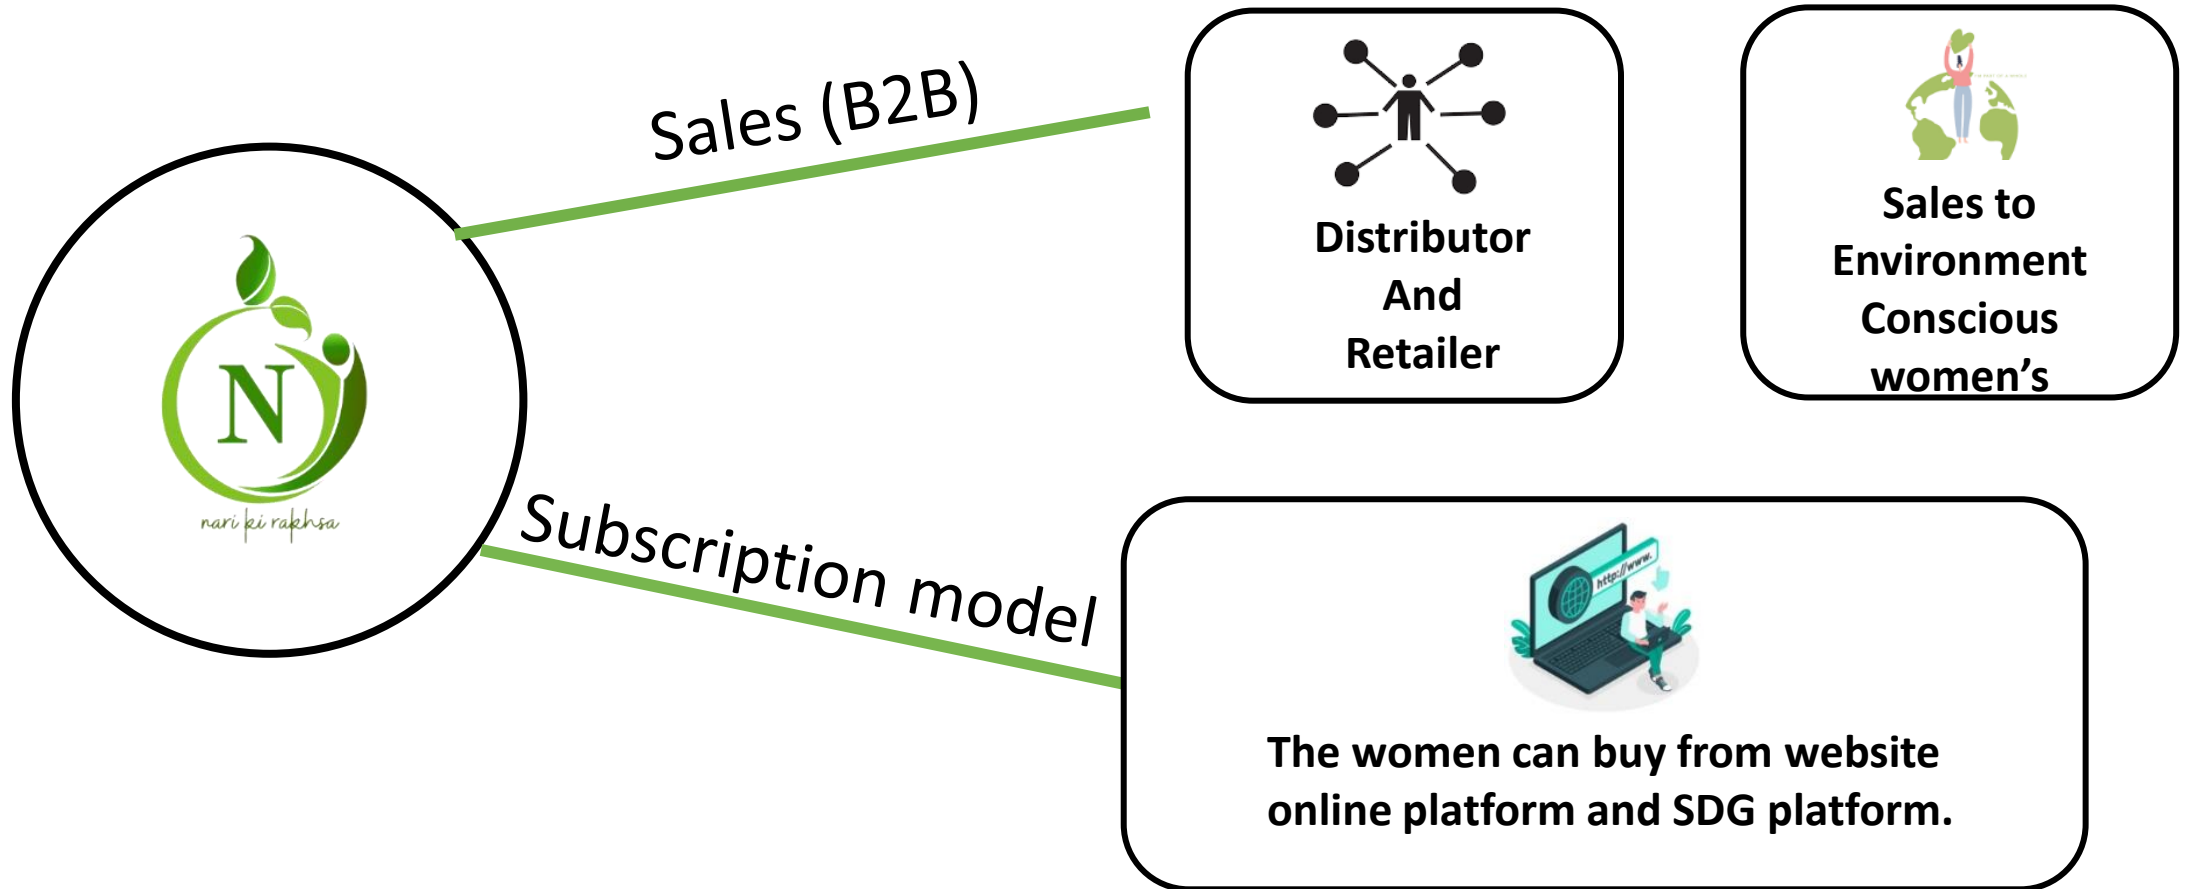 Sales (B2B)
Distributor
And
Retailer
Sales to
Environment
Conscious
women’s
N
nari ki rakhsa
Subscription model
http://www.
The women can buy from website
online platform and SDG platform.